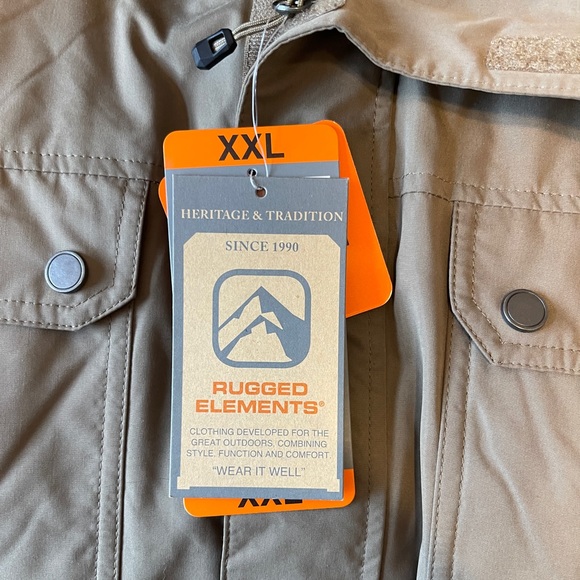 XXL
HERITAGE & TRADITION
SINCE 1990
RUGGED
ELEMENTS®
CLOTHING DEVELOPED FOR THE
GREAT OUTDOORS, COMBINING
STYLE, FUNCTION AND COMFORT
"WEAR IT WELL"
XXL